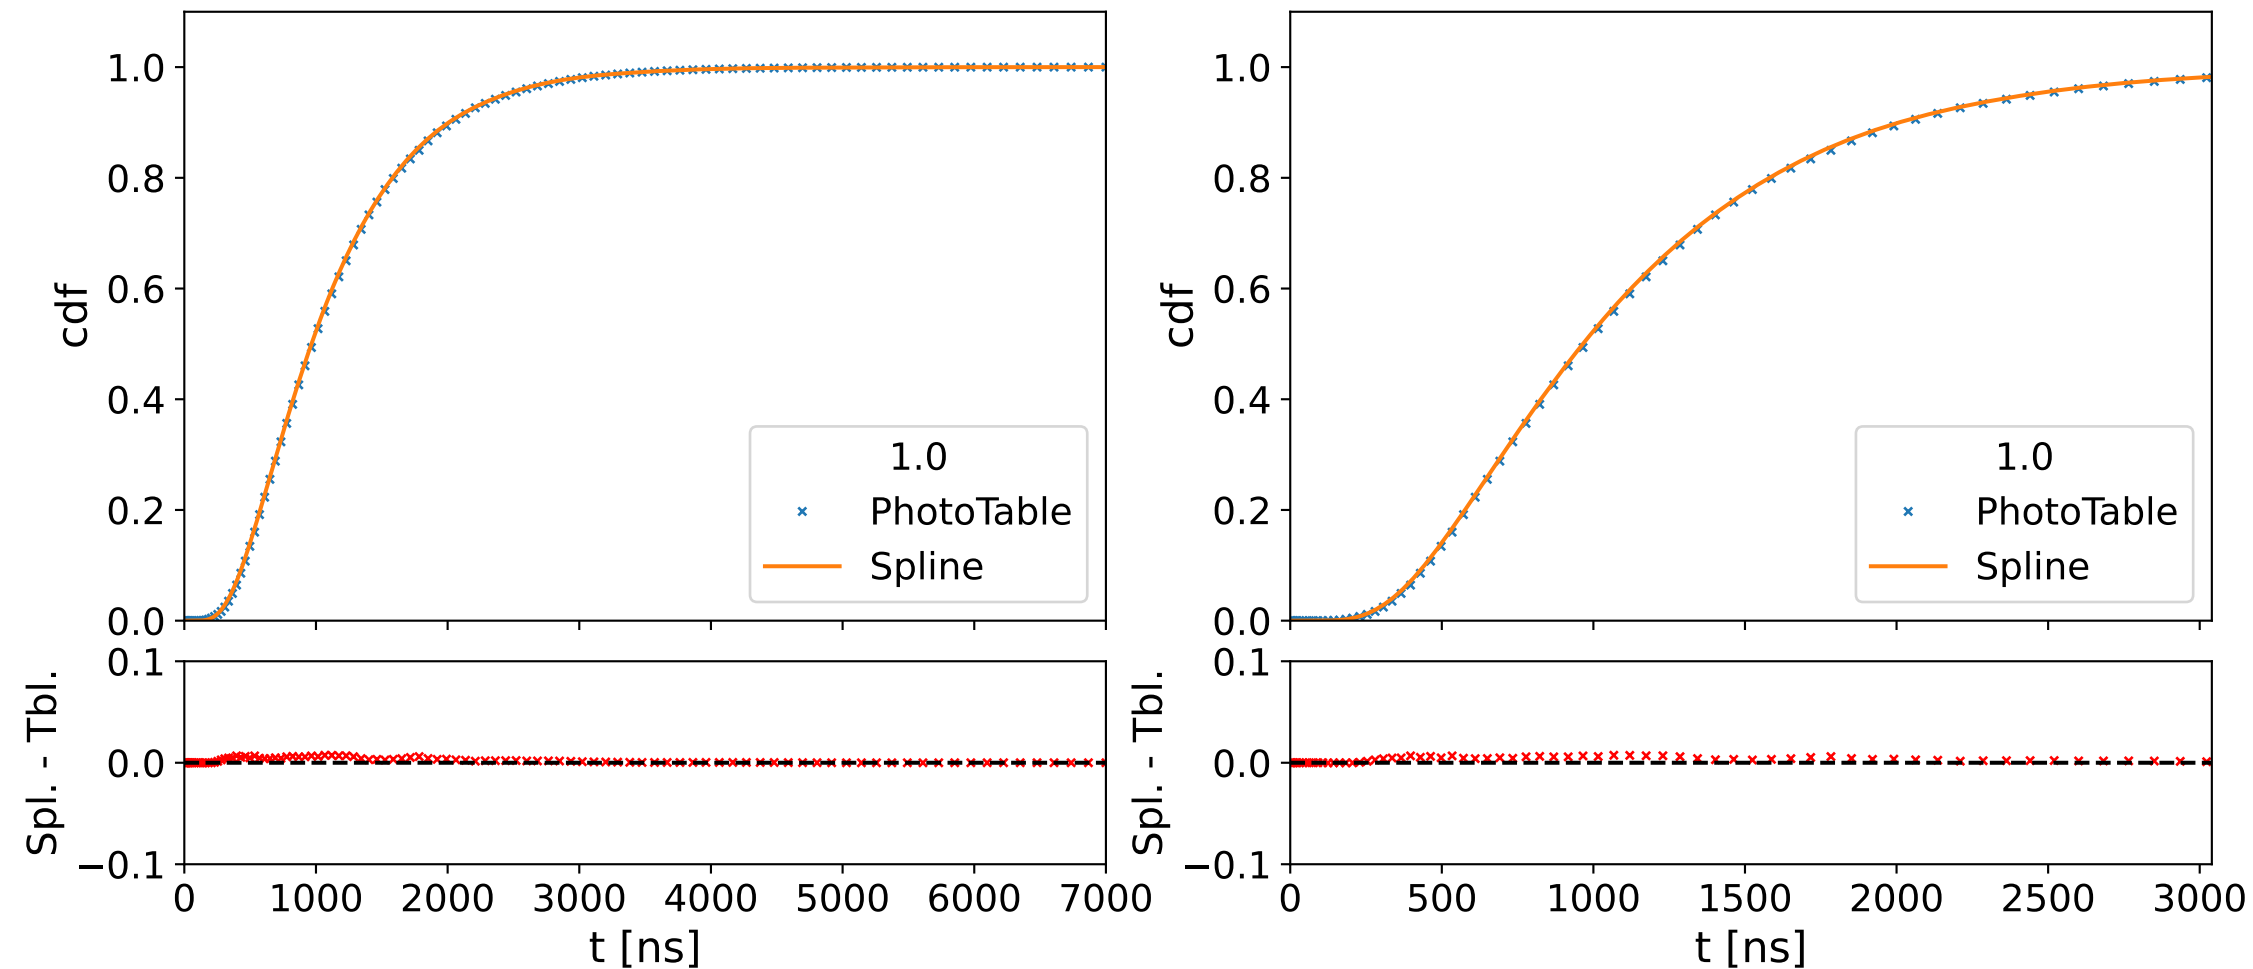 cdf
1.0
0.8
0.6
0.4
0.2
0.0
1.0
PhotoTable
Spline
Spl. - Tbl.
0.1
0.0
−0.1
0 1000 2000 3000 4000 5000 6000 7000
t [ns]
cdf
1.0
0.8
0.6
0.4
0.2
0.0
1.0
PhotoTable
Spline
Spl. - Tbl.
0.1
0.0
−0.1
0 500 1000 1500 2000 2500 3000
t [ns]